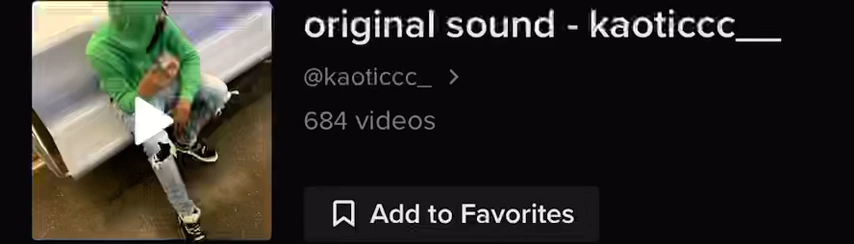 original sound - kaoticcc__
@kaoticcc_ >
684 videos
Add to Favorites